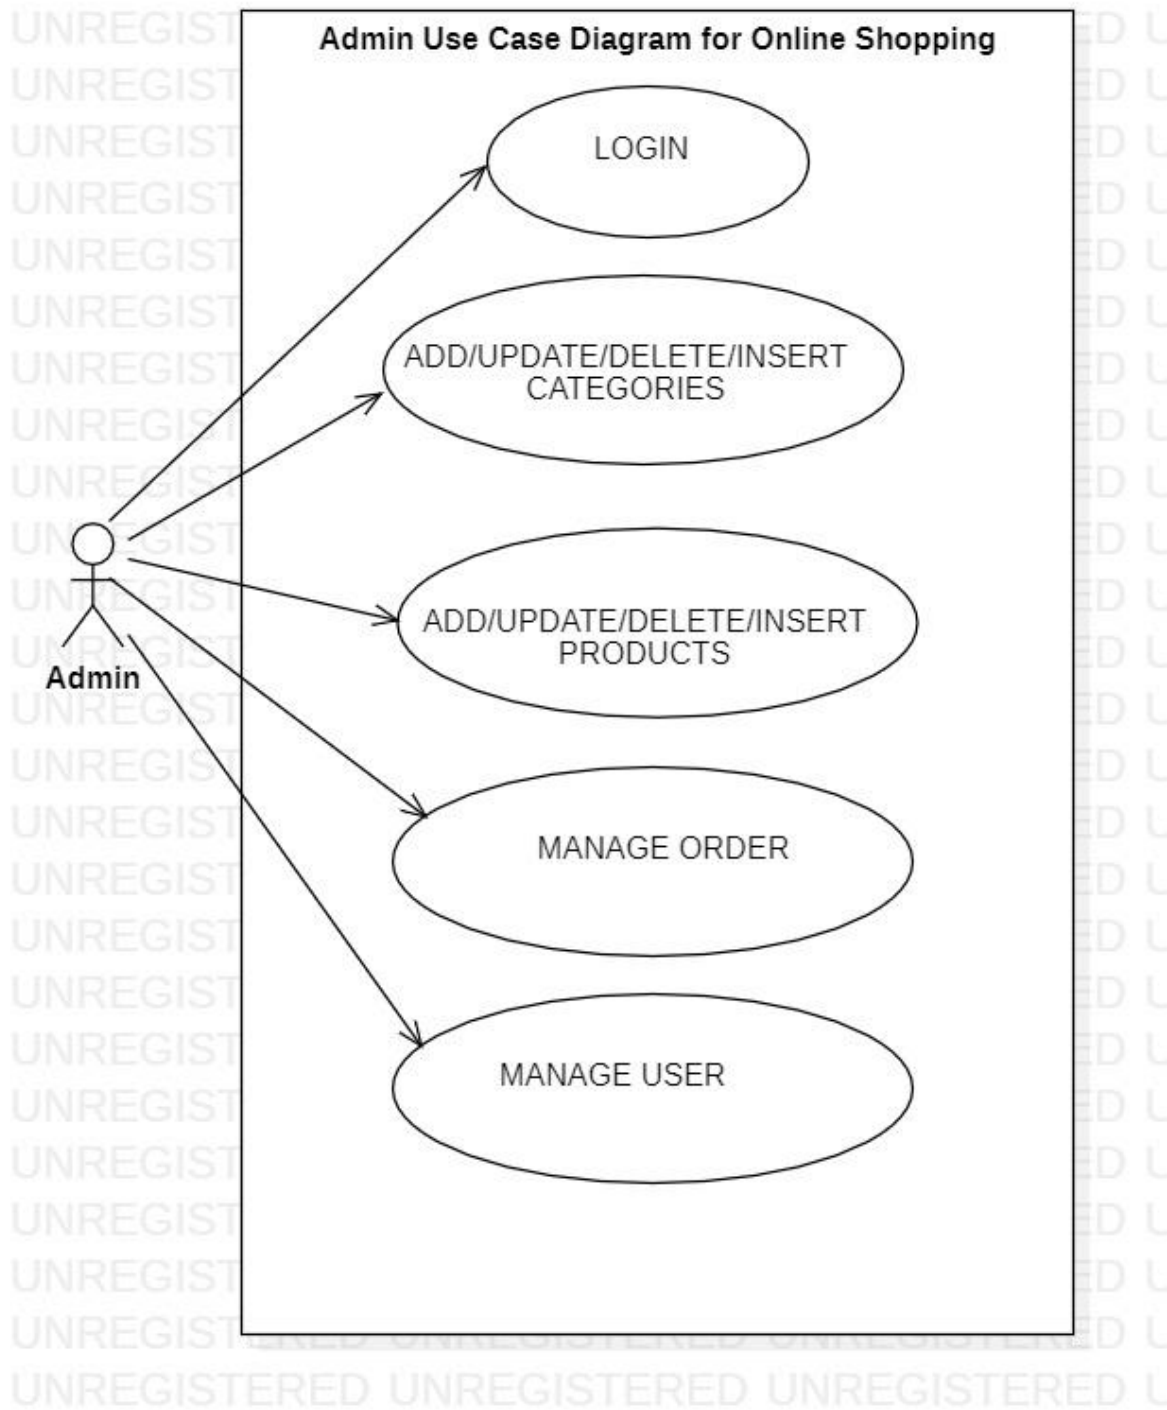 Admin Use Case Diagram for Online Shopping
LOGIN
ADD/UPDATE/DELETE/INSERT
CATEGORIES
ADD/UPDATE/DELETE/INSERT
PRODUCTS
Admin
MANAGE ORDER
MANAGE USER
UNREGISTERED UNREGISTERED UNREGISTERED